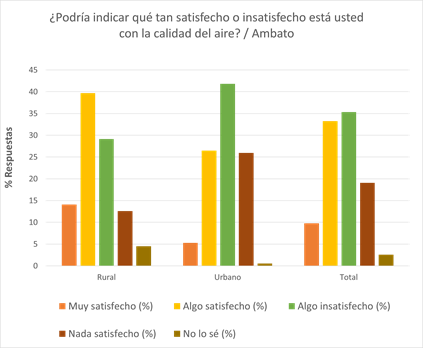 ¿Podría indicar qué tan satisfecho o insatisfecho está usted
con la calidad del aire? / Ambato
% Respuestas
45
40
35
30
25
20
15
10
5
0
Rural Urbano Total
Muy satisfecho (%) Algo satisfecho (%) Algo insatisfecho (%)
Nada satisfecho (%) No lo sé (%)